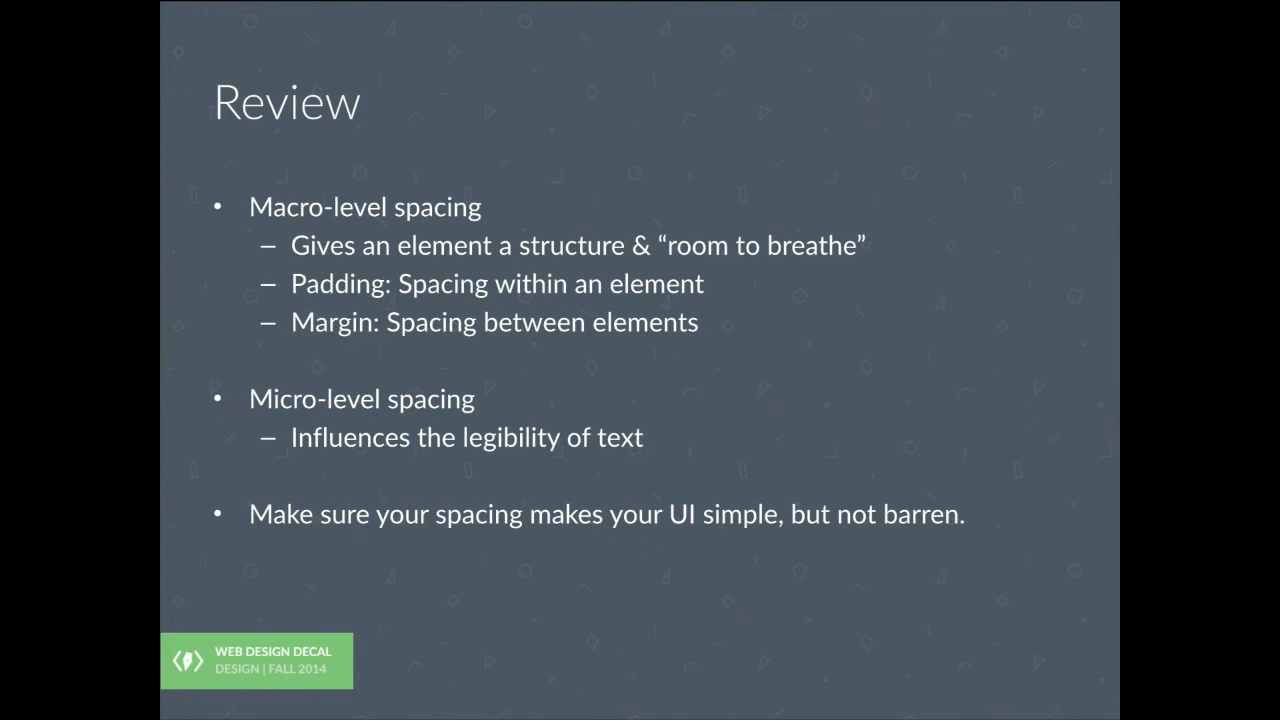 Review
• Macro-level spacing
– Gives an element a structure & “room to breathe”
– Padding: Spacing within an element
– Margin: Spacing between elements
• Micro-level spacing
– Influences the legibility of text
• Make sure your spacing makes your UI simple, but not barren.
WEB DESIGN DECAL
DESIGN | FALL 2014